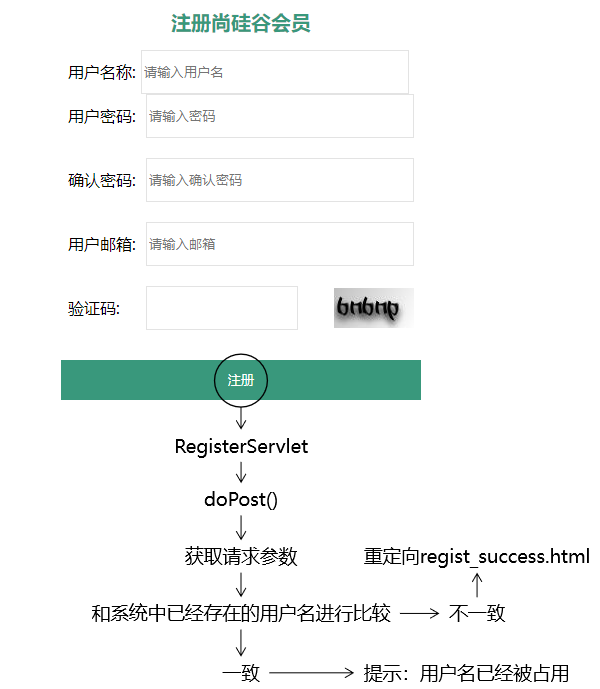 注册尚硅谷会员
用户名称: 请输入用户名
用户密码: 请输入密码
确认密码: 请输入确认密码
用户邮箱: 请输入邮箱
验证码: bnbnp
注册
RegisterServlet
doPost()
获取请求参数 重定向regist_success.html
和系统中已经存在的用户名进行比较 不一致
一致 提示：用户名已经被占用